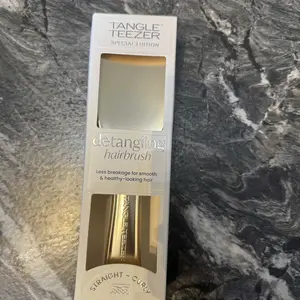 TANGLE
TEEZER
SPECIAL EDITION
detangling
hairbrush
Less breakage for smooth
& healthy-looking hair
STRAIGHT - CURLY